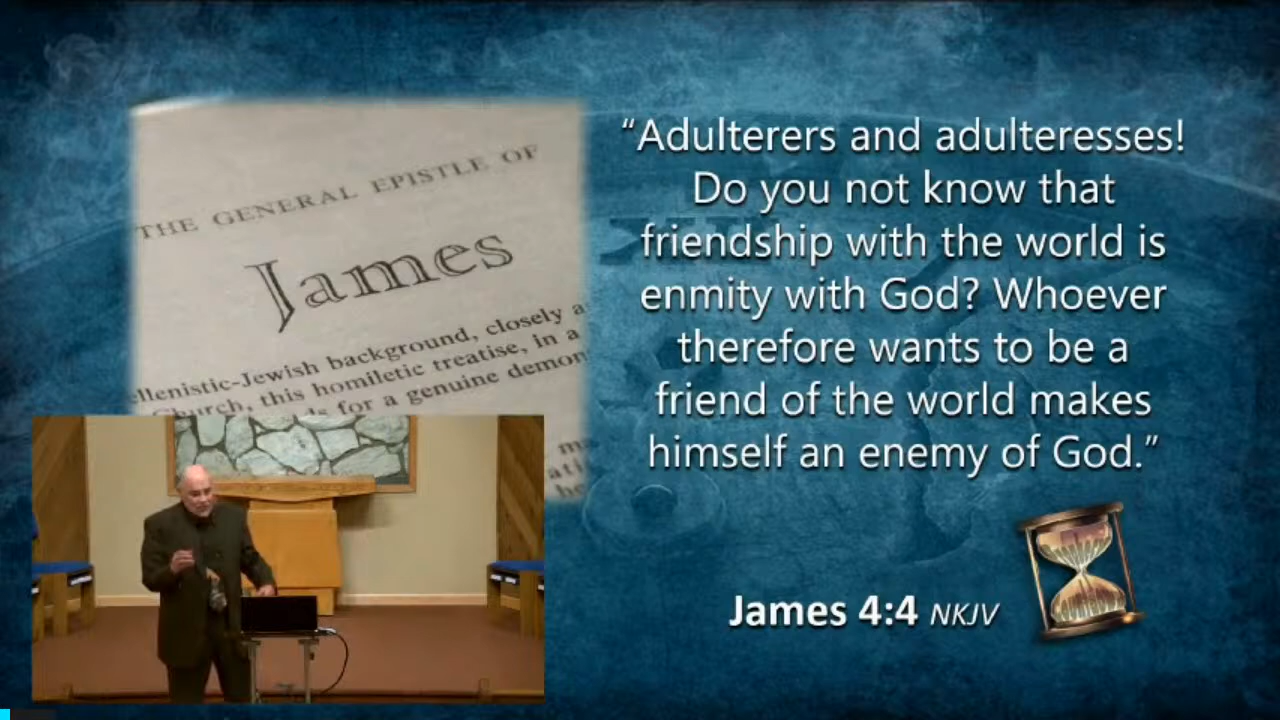 THE GENERAL EPISTLE OF
James
ellenistic-Jewish background, closely a
Church, this homiletic treatise, in a
for a genuine demon
“Adulterers and adulteresses!
Do you not know that
friendship with the world is
enmity with God? Whoever
therefore wants to be a
friend of the world makes
himself an enemy of God.”
James 4:4 NKJV